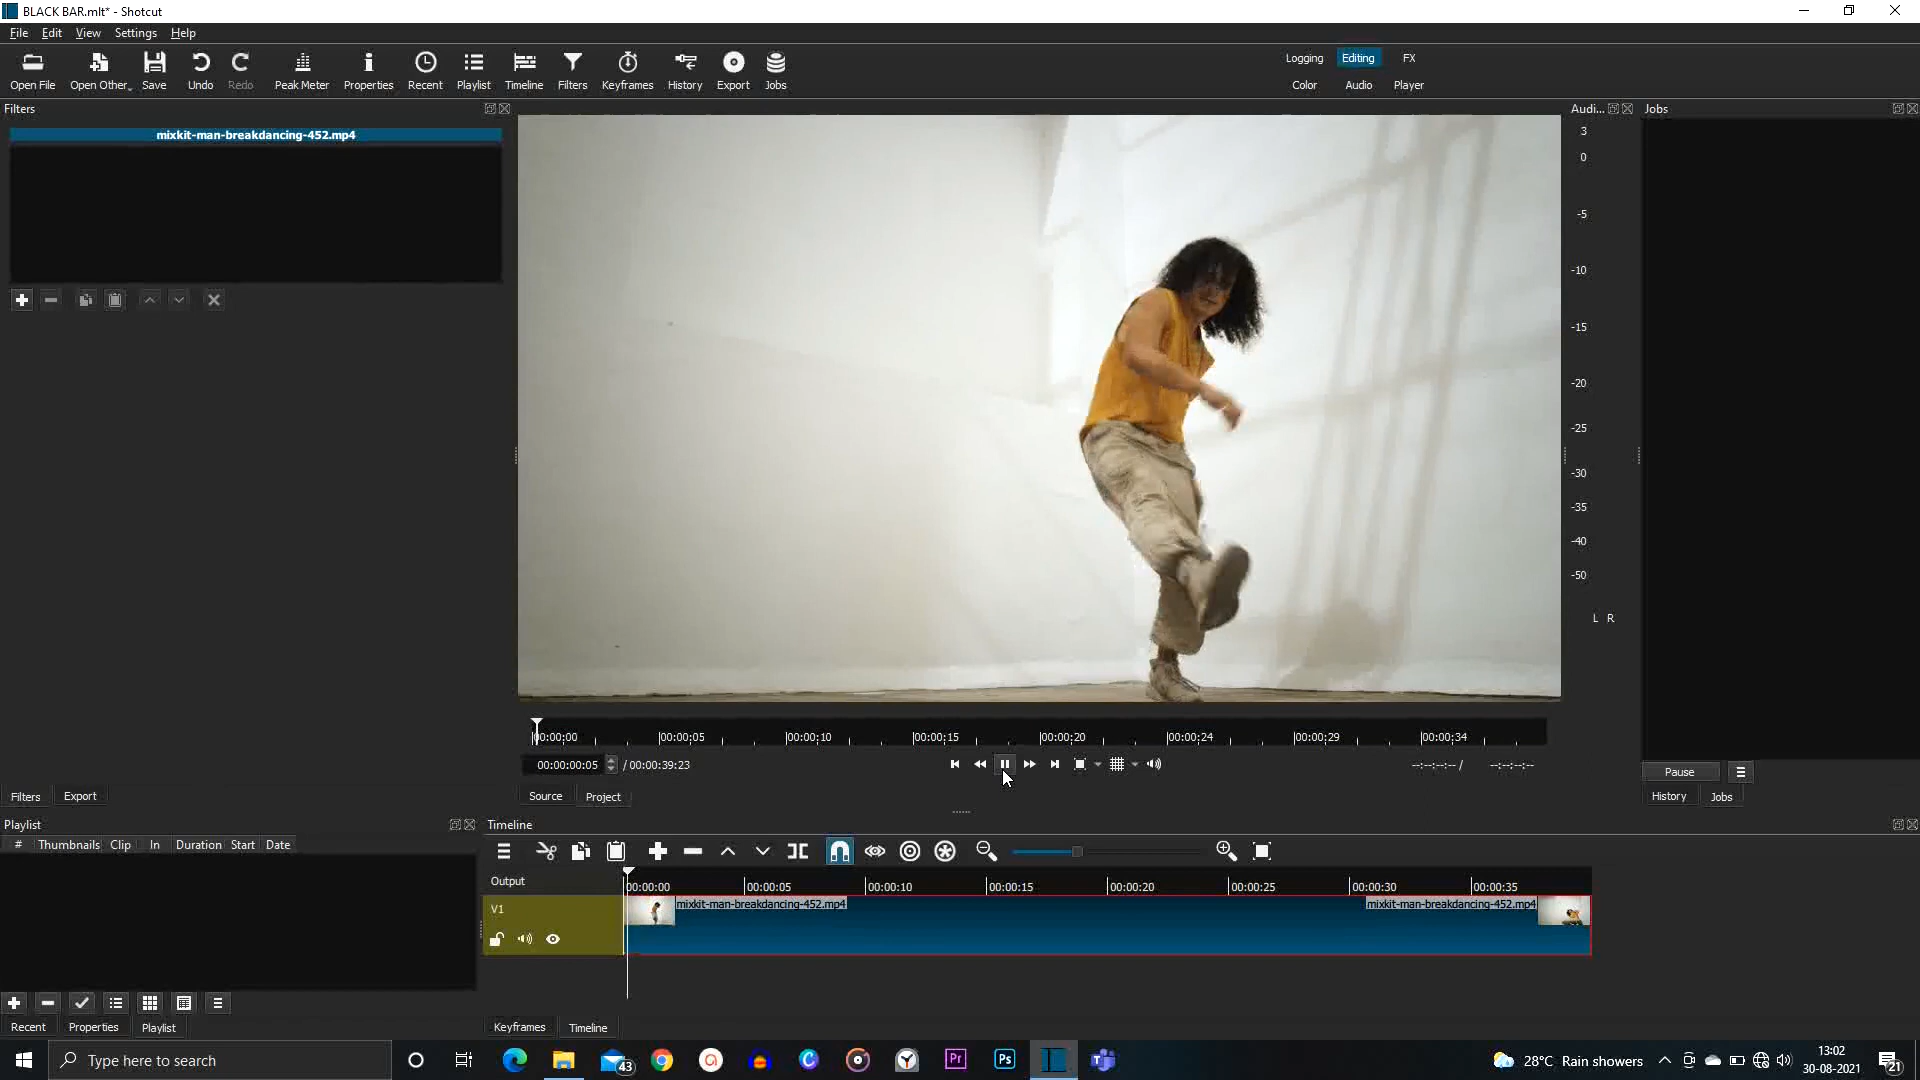 BLACK BAR.mlt* - Shotcut
File Edit View Settings Help
Open File Open Other Save Undo Redo Peak Meter Properties Recent Playlist Timeline Filters Keyframes History Export Jobs
Logging Editing FX
Color Audio Player
Filters
Audi...
Jobs
mixkit-man-breakdancing-452.mp4
3
0
-5
-10
-15
-20
-25
-30
-35
-40
-50
L R
00:00:00 00:00:05 00:00:10 00:00:15 00:00:20 00:00:24 00:00:29 00:00:34
00:00:00:05 / 00:00:39:23
--:--:--:-- / --:--:--:--
Pause
Filters Export
Source Project
History Jobs
Playlist
Timeline
# Thumbnails Clip In Duration Start Date
Output
00:00:00 00:00:05 00:00:10 00:00:15 00:00:20 00:00:25 00:00:30 00:00:35
V1
mixkit-man-breakdancing-452.mp4 mixkit-man-breakdancing-452.mp4
Recent Properties Playlist
Keyframes Timeline
Type here to search
43
Pr
Ps
28°C Rain showers
13:02
30-08-2021
21